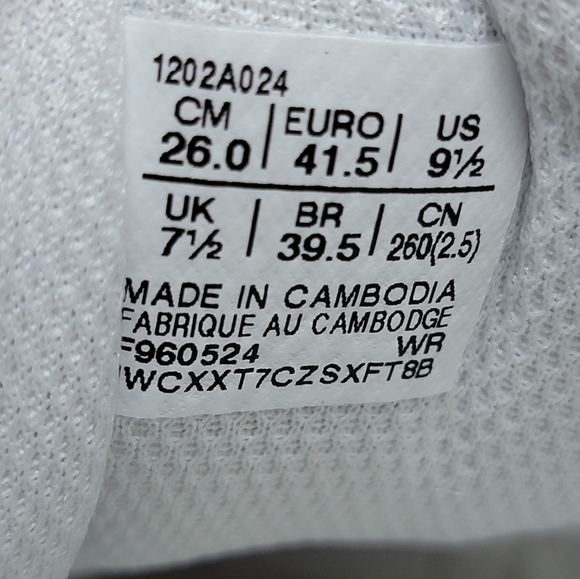 1202A024
CM | EURO | US
26.0 | 41.5 | 9½
UK | BR | CN
7½ | 39.5 | 260(2.5)
MADE IN CAMBODIA
FABRIQUE AU CAMBODGE
F960524 WR
WCXXT7CZSXFT8B